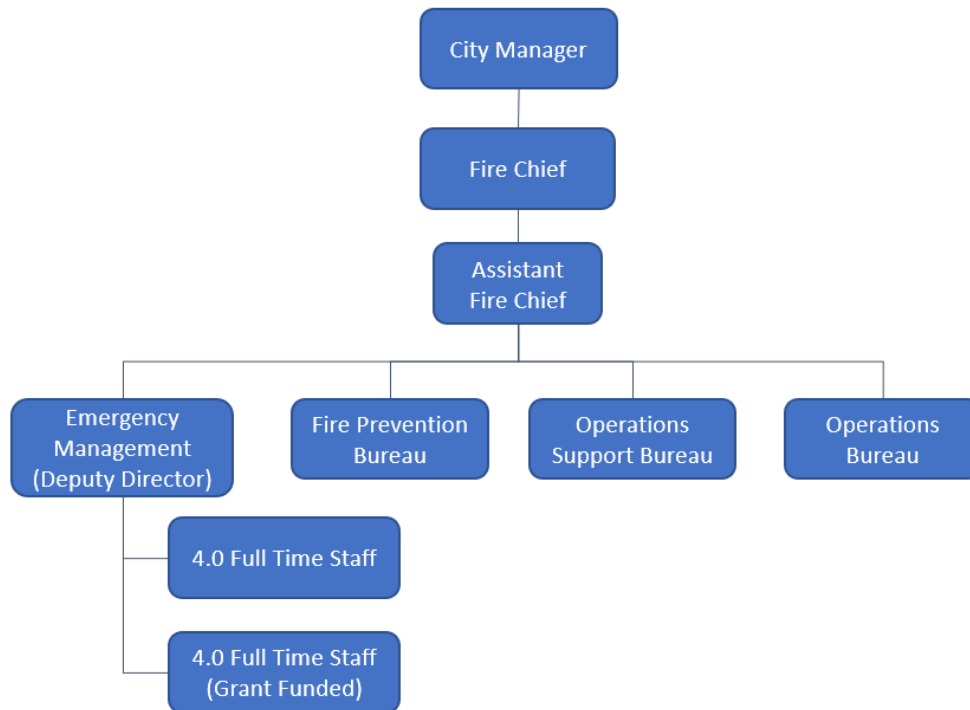 City Manager
Fire Chief
Assistant
Fire Chief
Emergency
Management
(Deputy Director)
Fire Prevention
Bureau
Operations
Support Bureau
Operations
Bureau
4.0 Full Time Staff
4.0 Full Time Staff
(Grant Funded)